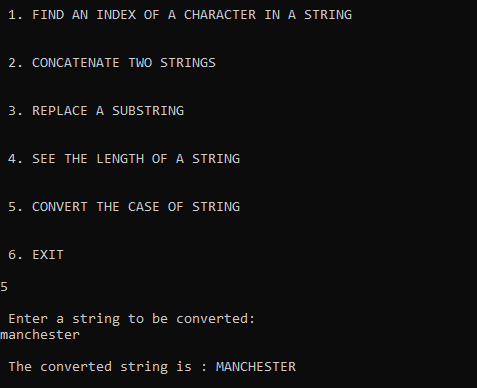 1. FIND AN INDEX OF A CHARACTER IN A STRING
2. CONCATENATE TWO STRINGS
3. REPLACE A SUBSTRING
4. SEE THE LENGTH OF A STRING
5. CONVERT THE CASE OF STRING
6. EXIT
5
Enter a string to be converted:
manchester
The converted string is : MANCHESTER